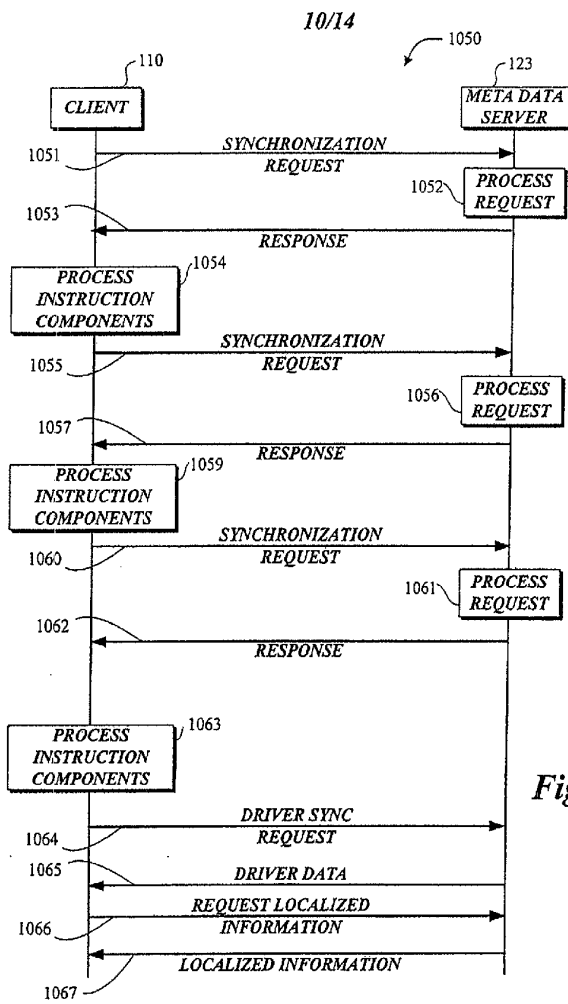 10/14
1050
110
123
CLIENT
META DATA
SERVER
1051
SYNCHRONIZATION
REQUEST
1052
PROCESS
REQUEST
1053
RESPONSE
1054
PROCESS
INSTRUCTION
COMPONENTS
1055
SYNCHRONIZATION
REQUEST
1056
PROCESS
REQUEST
1057
RESPONSE
1059
PROCESS
INSTRUCTION
COMPONENTS
1060
SYNCHRONIZATION
REQUEST
1061
PROCESS
REQUEST
1062
RESPONSE
1063
PROCESS
INSTRUCTION
COMPONENTS
Fig
1064
DRIVER SYNC
REQUEST
1065
DRIVER DATA
1066
REQUEST LOCALIZED
INFORMATION
1067
LOCALIZED INFORMATION